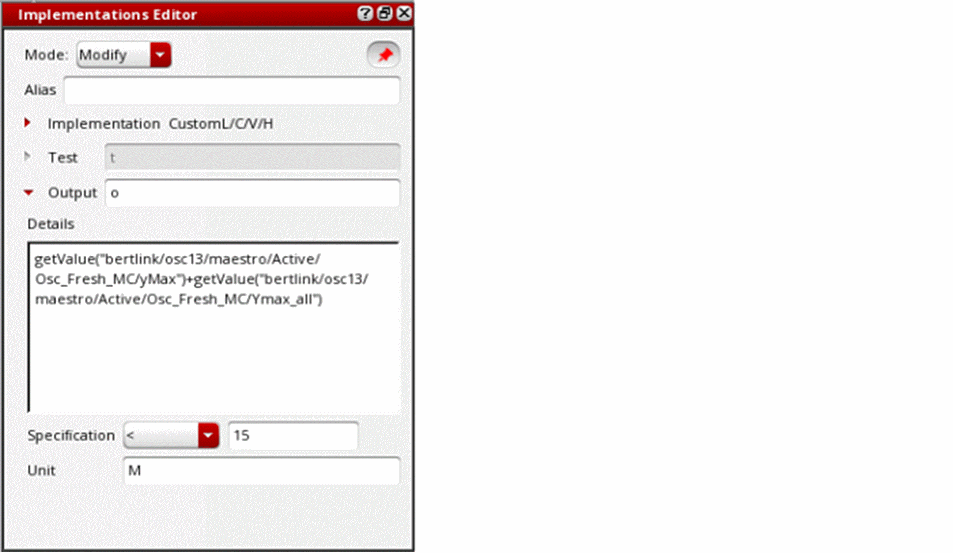 Implementations Editor
Mode: Modify
Alias
Implementation CustomL/C/V/H
Test t
Output o
Details
getValue("bertlink/osc13/maestro/Active/
Osc_Fresh_MC/yMax")+getValue("bertlink/osc13/
maestro/Active/Osc_Fresh_MC/Ymax_all")
Specification < 15
Unit M